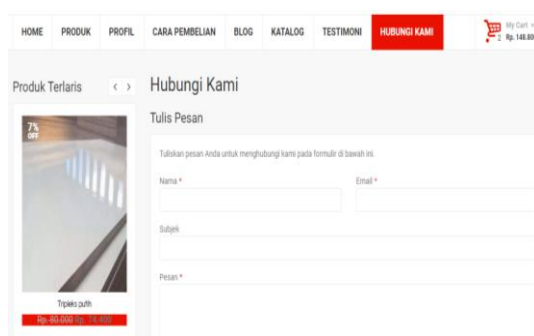 HOME PRODUK PROFIL CARA PEMBELIAN BLOG KATALOG TESTIMONI HUBUNGI KAMI
My Cart
2 Rp. 148.80
Produk Terlaris < >
Hubungi Kami
Tulis Pesan
7%
OFF
Tuliskan pesan Anda untuk menghubungi kami pada formulir di bawah ini.
Nama * Email *
Subjek
Pesan *
Tripleks putih
Rp. 80.000 Rp. 74.400